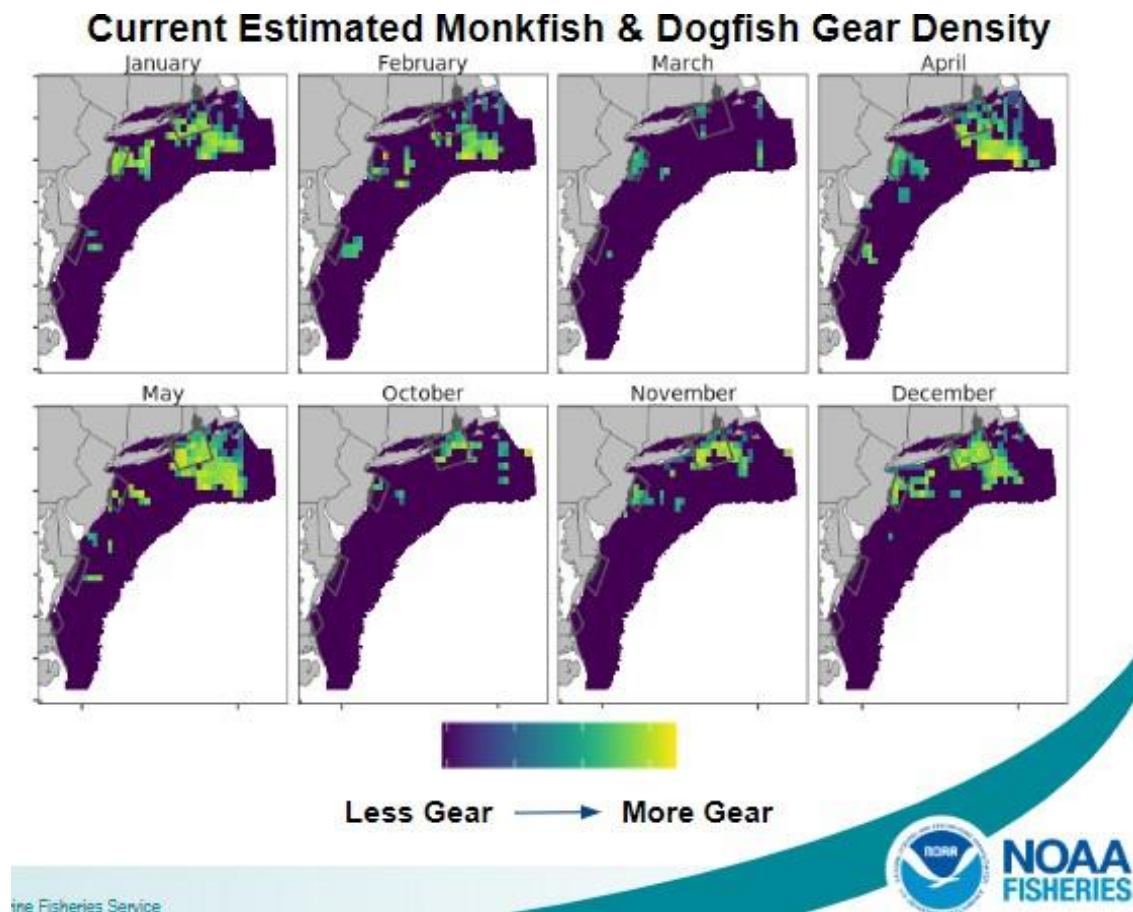 Current Estimated Monkfish & Dogfish Gear Density
January February March April
May October November December
Less Gear More Gear
NOAA
NOAA
FISHERIES
ine Fisheries Service